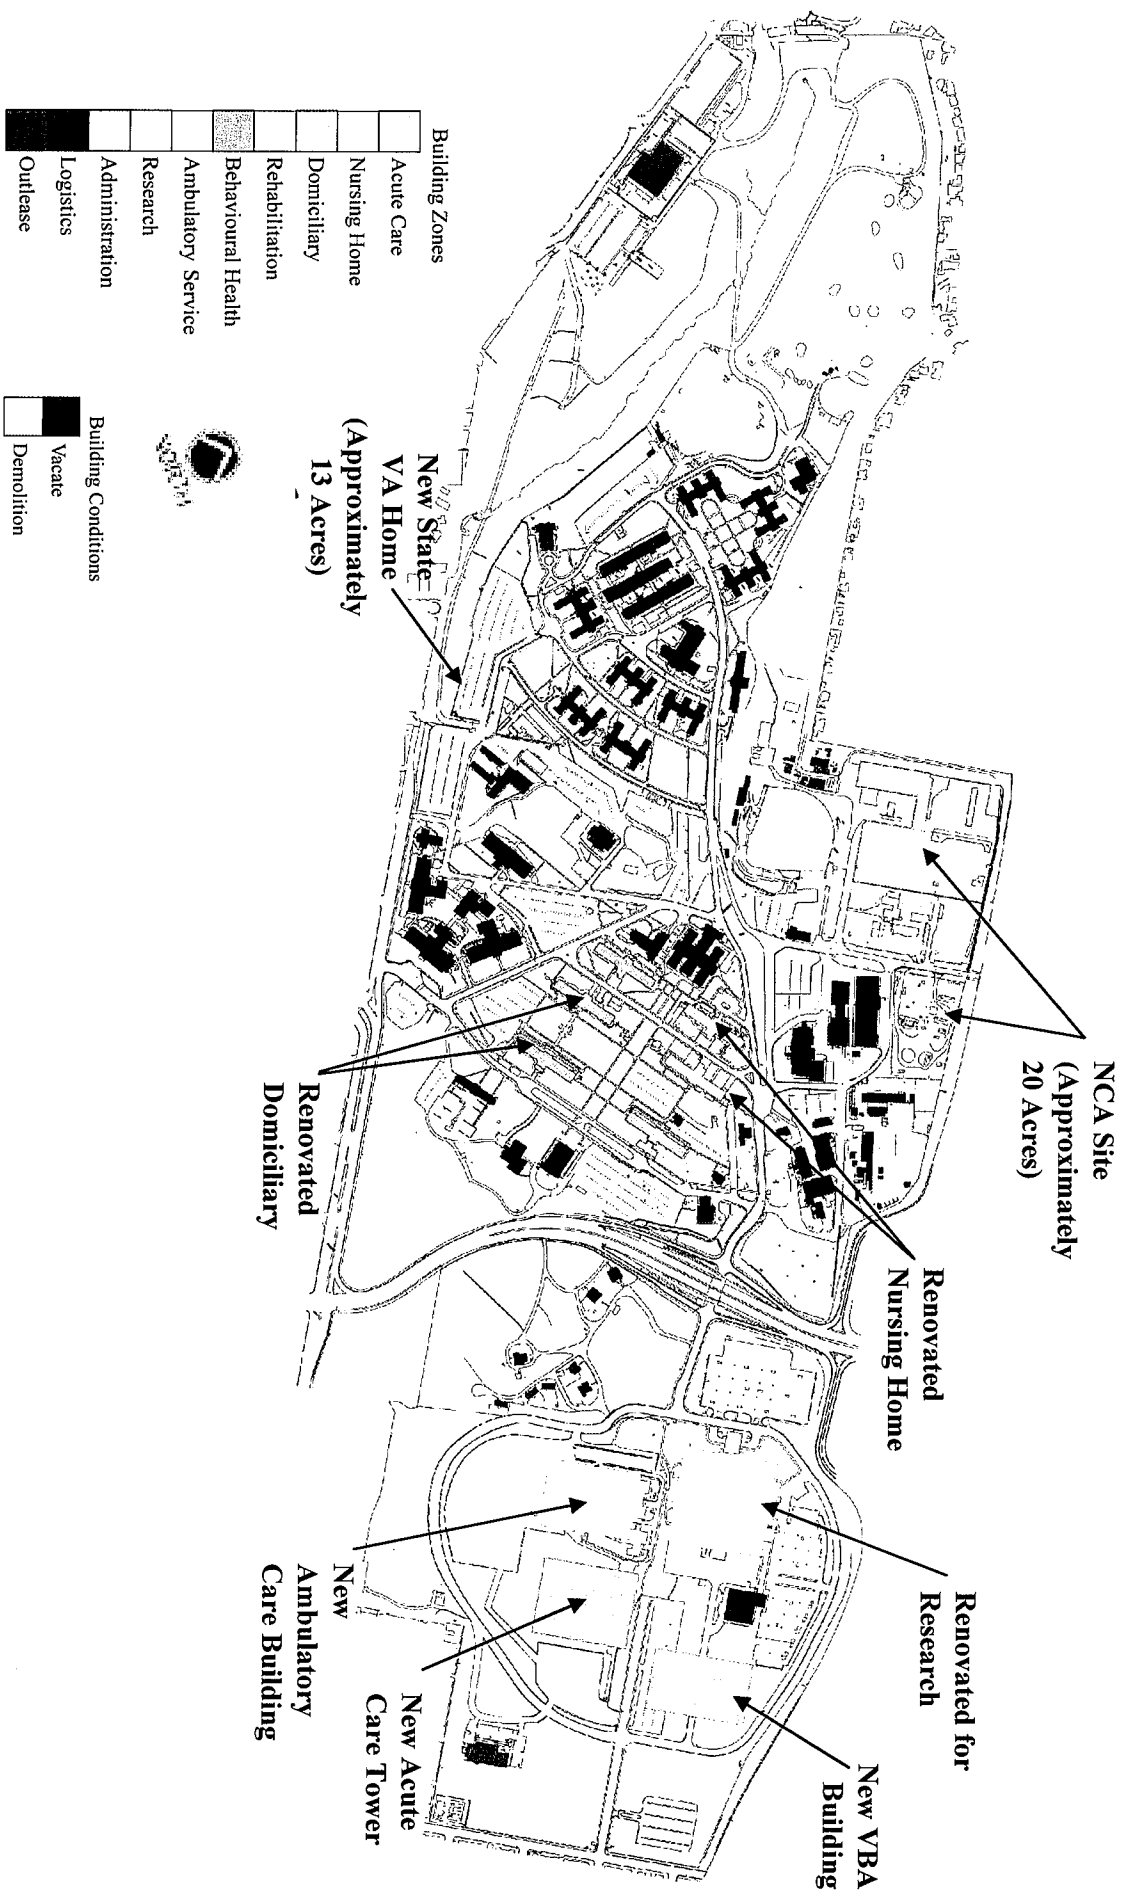 NCA Site
(Approximately
20 Acres)
Renovated
Nursing Home
Renovated for
Research
New VBA
Building
New State
VA Home
(Approximately
13 Acres)
Renovated
Domiciliary
New
Ambulatory
Care Building
New Acute
Care Tower
Building Zones
Acute Care
Nursing Home
Domiciliary
Rehabilitation
Behavioural Health
Ambulatory Service
Research
Administration
Logistics
Outlease
Building Conditions
Vacate
Demolition